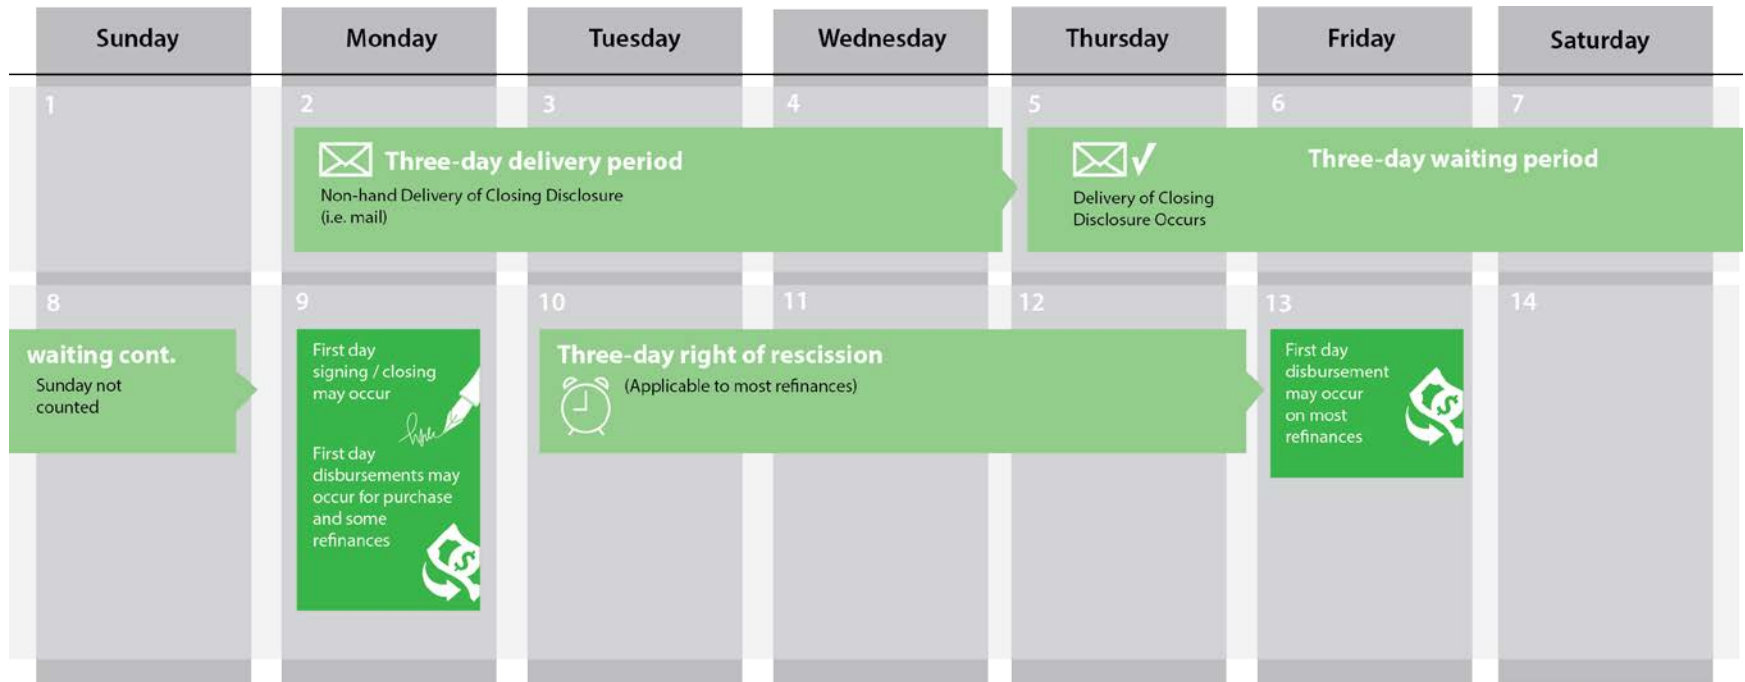 Sunday
Monday
Tuesday
Wednesday
Thursday
Friday
Saturday
1
2
3
4
5
6
7
Three-day delivery period
Non-hand Delivery of Closing Disclosure
(i.e. mail)
Delivery of Closing
Disclosure Occurs
Three-day waiting period
8
9
10
11
12
13
14
waiting cont.
Sunday not
counted
First day
signing / closing
may occur
First day
disbursements may
occur for purchase
and some
refinances
Three-day right of rescission
(Applicable to most refinances)
First day
disbursement
may occur
on most
refinances